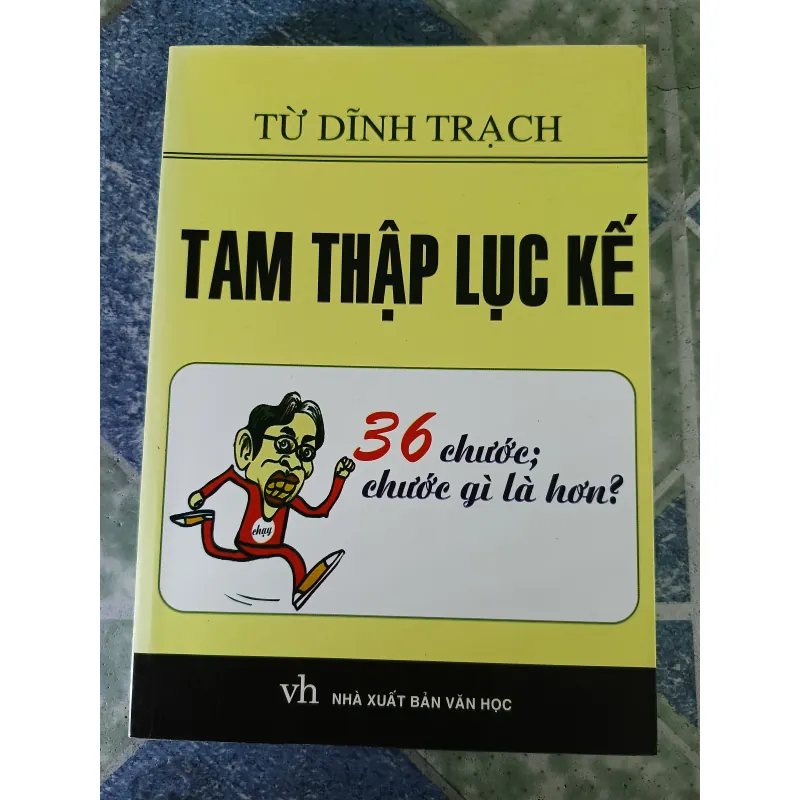 TỪ DĨNH TRẠCH
TAM THẬP LỤC KẾ
36 chước;
chước gì là hơn?
chạy
vh NHÀ XUẤT BẢN VĂN HỌC